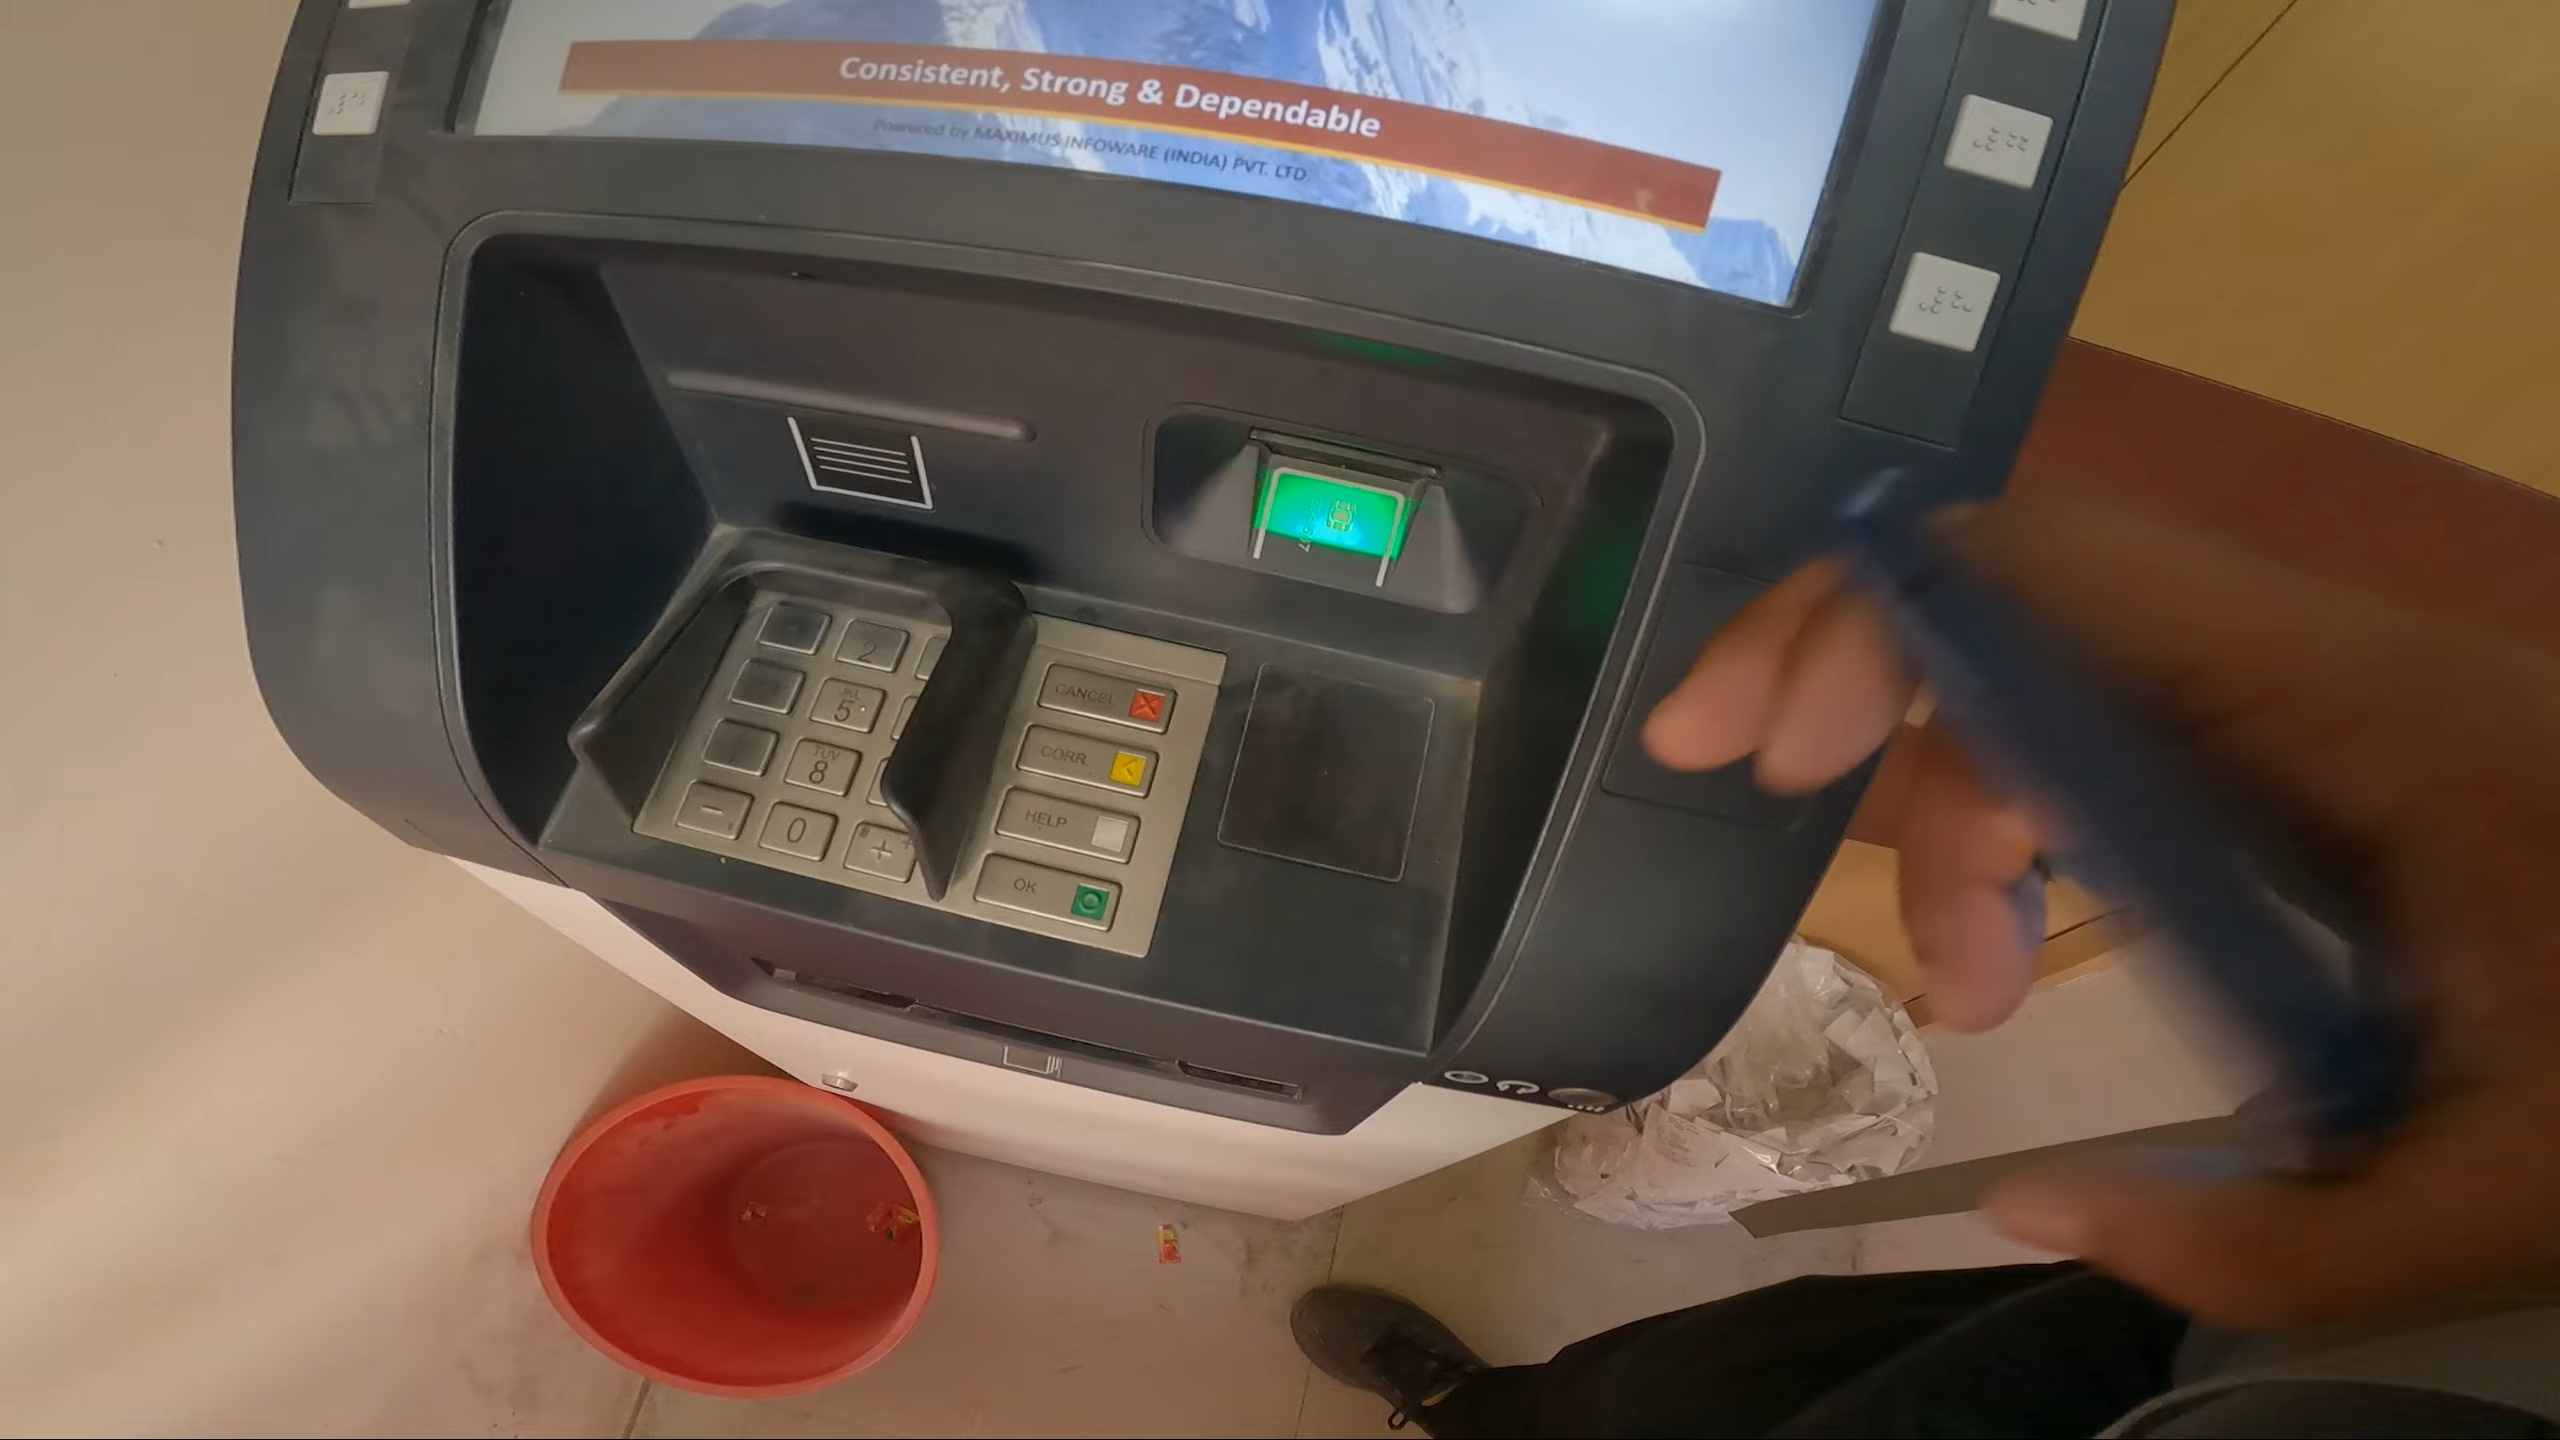 Consistent, Strong & Dependable
Powered by MAXIMUS INFOWARE (INDIA) PVT. LTD.
2
CANCEL
JKL
5
CORR.
TUV
8
HELP
-
0
+
OK